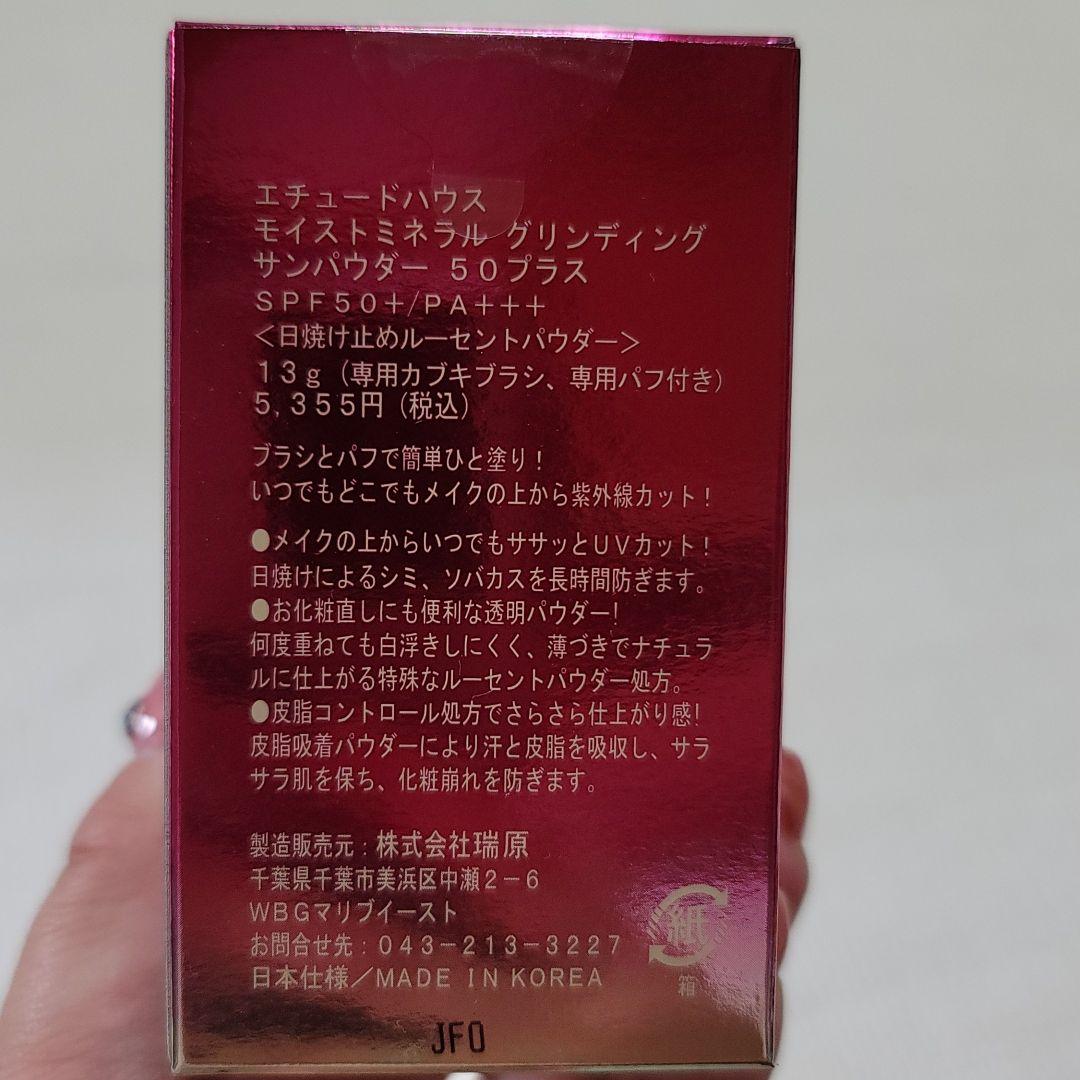 エチュードハウス
モイストミネラル グリンディング
サンパウダー 50プラス
SPF50+/PA+++
<日焼け止めルーセントパウダー>
13g (専用カブキブラシ、専用パフ付き)
5,355円 (税込)
ブラシとパフで簡単ひと塗り!
いつでもどこでもメイクの上から紫外線カット!
●メイクの上からいつでもササッとUVカット!
日焼けによるシミ、ソバカスを長時間防ぎます。
●お化粧直しにも便利な透明パウダー!
何度重ねても白浮きしにくく、薄づきでナチュラ
ルに仕上がる特殊なルーセントパウダー処方。
●皮脂コントロール処方でさらさら仕上がり感!
皮脂吸着パウダーにより汗と皮脂を吸収し、サラ
サラ肌を保ち、化粧崩れを防ぎます。
製造販売元:株式会社瑞原
千葉県千葉市美浜区中瀬2-6
WBGマリブイースト
お問合せ先:043-213-3227
日本仕様/MADE IN KOREA
紙
箱
JF0